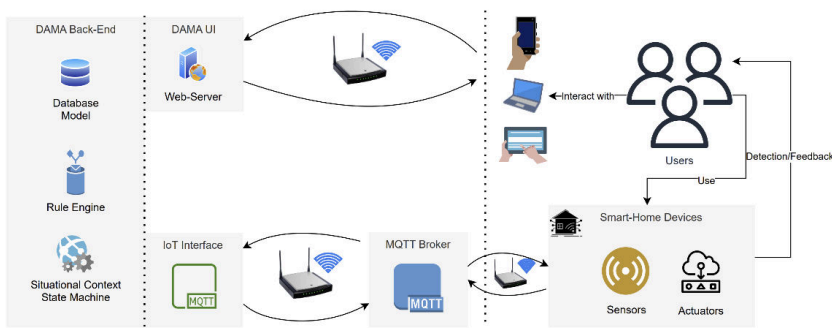 DAMA Back-End
Database
Model
Rule Engine
Situational Context
State Machine
DAMA UI
Web-Server
IoT Interface
MQTT
MQTT Broker
MQTT
Interact with
Users
Detection/Feedback
Use
Smart-Home Devices
Sensors
Actuators